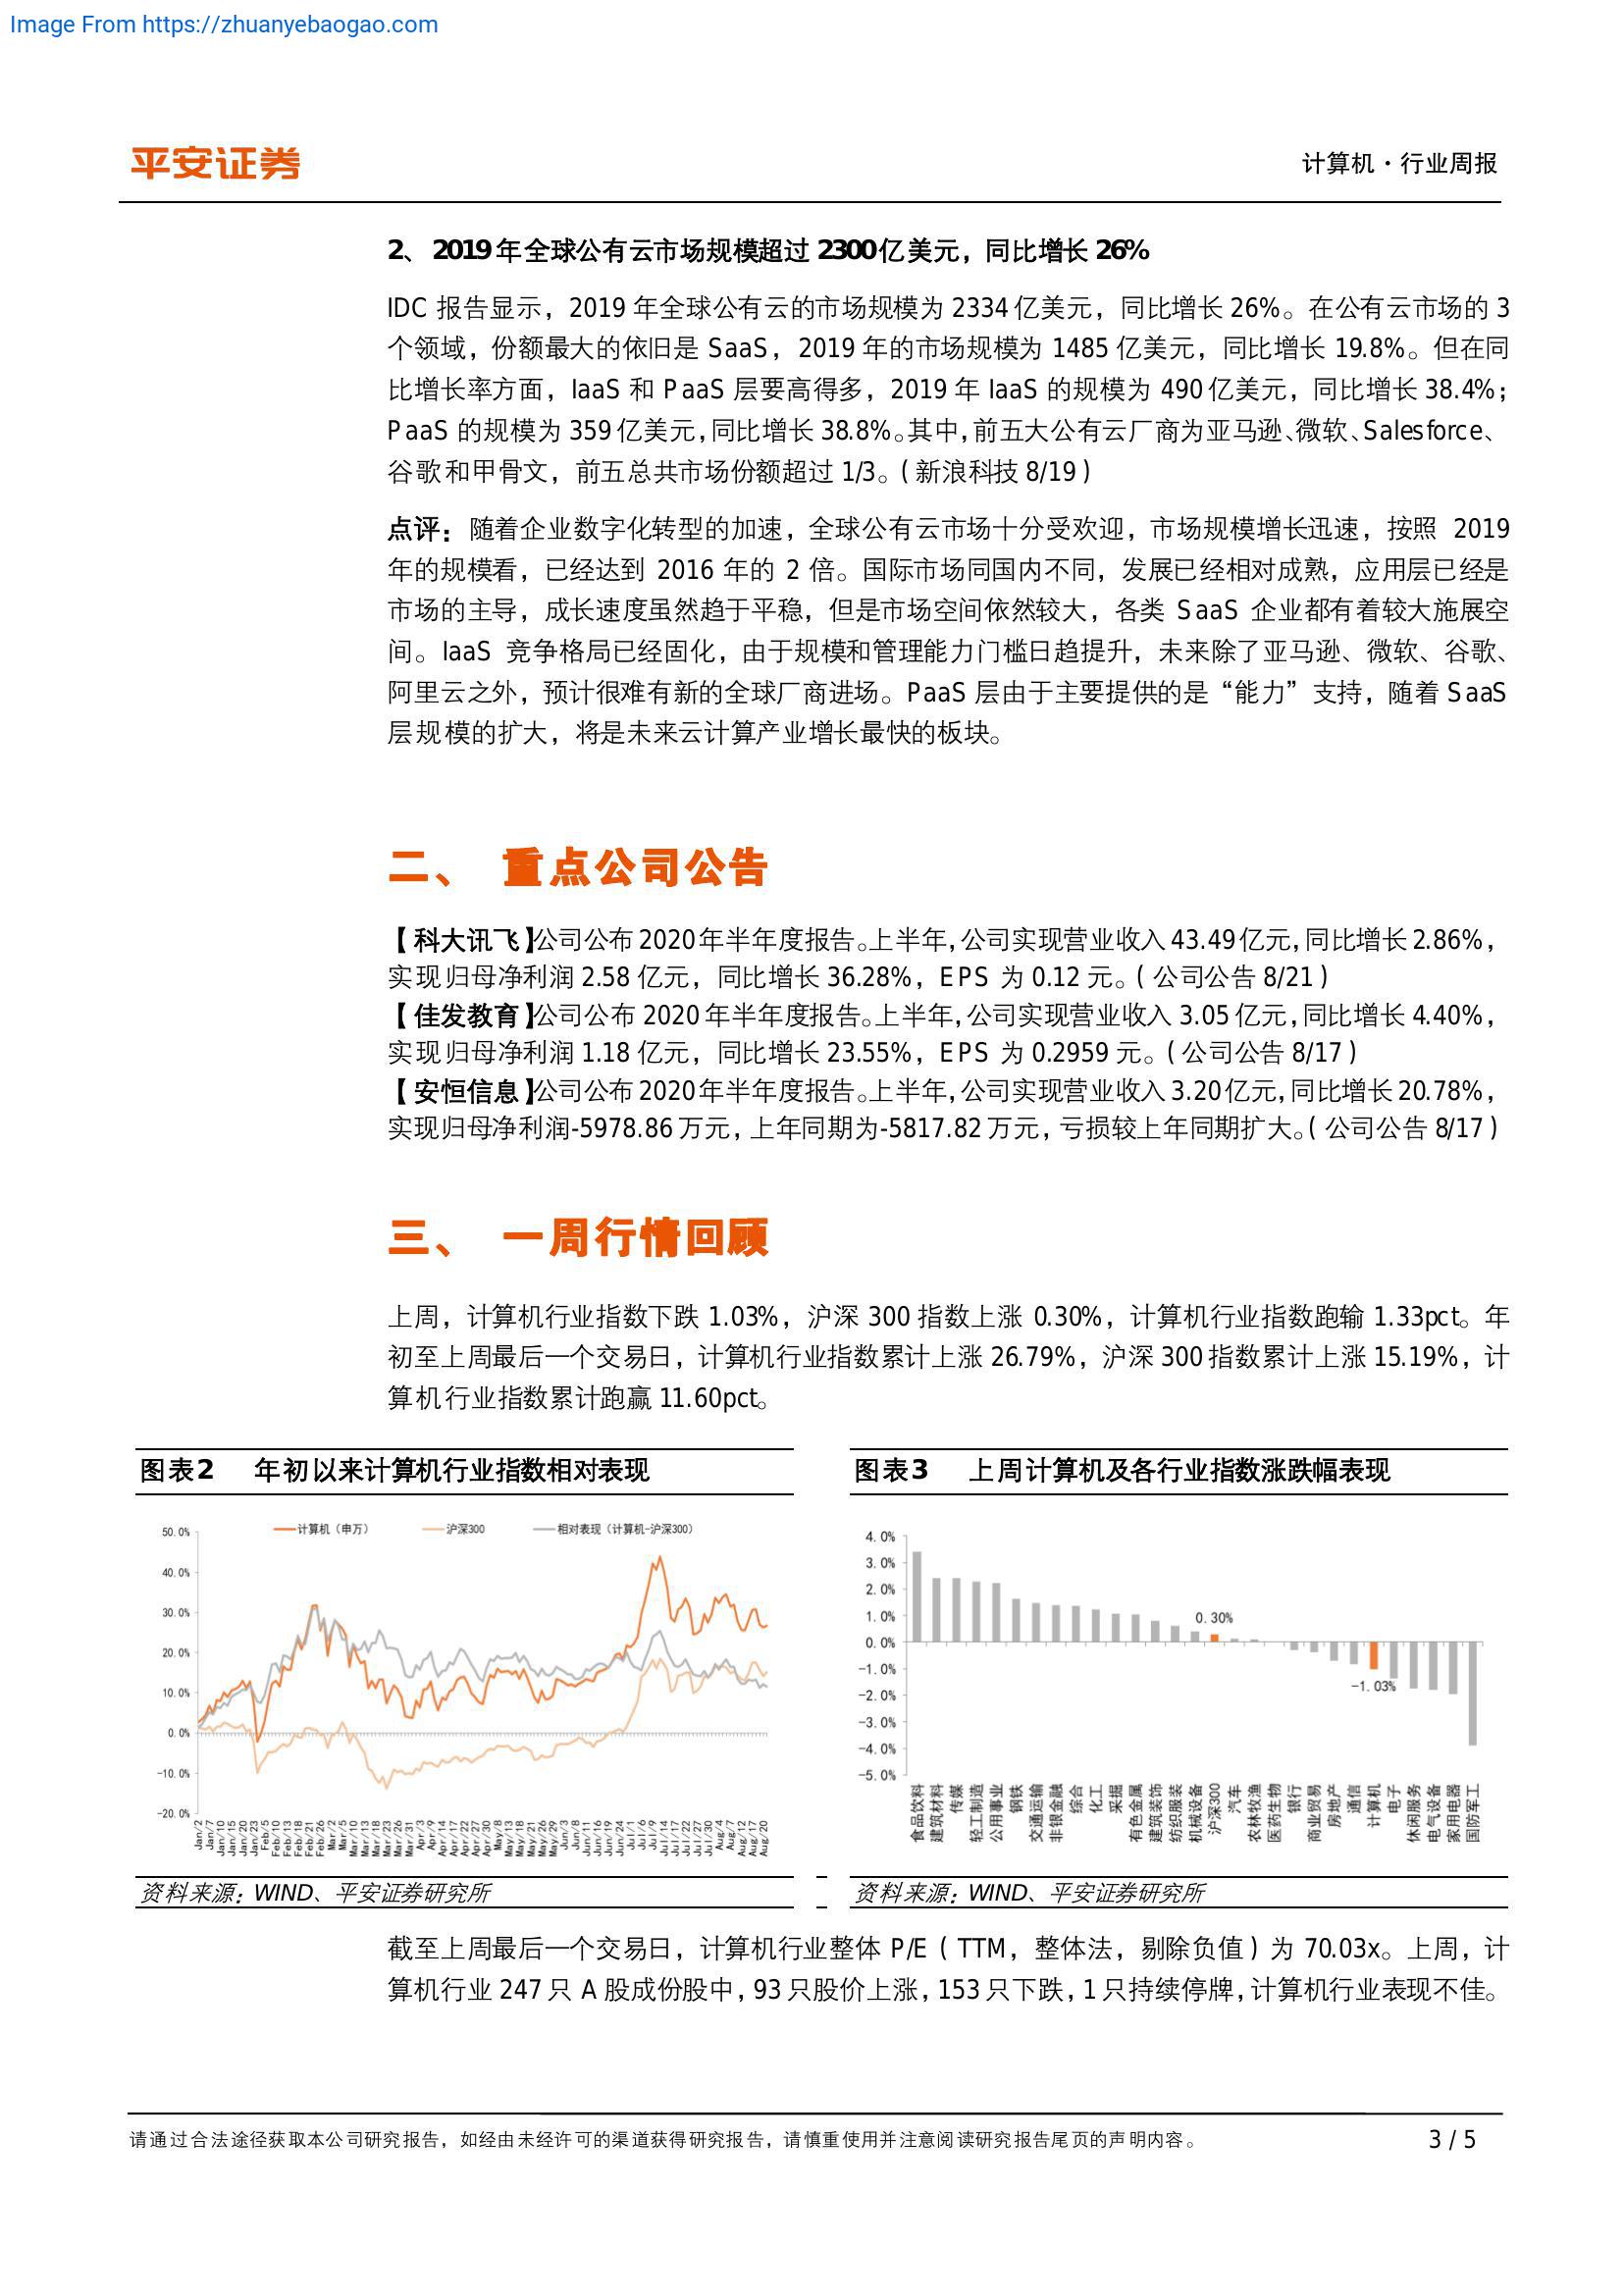 Image From https://zhuanyebaogao.com
平安证券
计算机·行业周报
2、2019年全球公有云市场规模超过2300亿美元，同比增长26%
IDC 报告显示，2019 年全球公有云的市场规模为 2334 亿美元，同比增长 26%。在公有云市场的 3
个领域，份额最大的依旧是 SaaS，2019 年的市场规模为 1485 亿美元，同比增长 19.8%。但在同
比增长率方面，IaaS 和 PaaS 层要高得多，2019 年 IaaS 的规模为 490 亿美元，同比增长 38.4%；
PaaS 的规模为 359 亿美元，同比增长 38.8%。其中，前五大公有云厂商为亚马逊、微软、Salesforce、
谷歌和甲骨文，前五总共市场份额超过 1/3。(新浪科技 8/19)
点评：随着企业数字化转型的加速，全球公有云市场十分受欢迎，市场规模增长迅速，按照 2019
年的规模看，已经达到 2016 年的 2 倍。国际市场同国内不同，发展已经相对成熟，应用层已经是
市场的主导，成长速度虽然趋于平稳，但是市场空间依然较大，各类 SaaS 企业都有着较大施展空
间。IaaS 竞争格局已经固化，由于规模和管理能力门槛日趋提升，未来除了亚马逊、微软、谷歌、
阿里云之外，预计很难有新的全球厂商进场。PaaS 层由于主要提供的是“能力”支持，随着 SaaS
层规模的扩大，将是未来云计算产业增长最快的板块。
二、 重点公司公告
【科大讯飞】公司公布 2020 年半年度报告。上半年，公司实现营业收入 43.49 亿元，同比增长 2.86%，
实现归母净利润 2.58 亿元，同比增长 36.28%，EPS 为 0.12 元。(公司公告 8/21)
【佳发教育】公司公布 2020 年半年度报告。上半年，公司实现营业收入 3.05 亿元，同比增长 4.40%，
实现归母净利润 1.18 亿元，同比增长 23.55%，EPS 为 0.2959 元。(公司公告 8/17)
【安恒信息】公司公布 2020 年半年度报告。上半年，公司实现营业收入 3.20 亿元，同比增长 20.78%，
实现归母净利润-5978.86 万元，上年同期为-5817.82 万元，亏损较上年同期扩大。(公司公告 8/17)
三、 一周行情回顾
上周，计算机行业指数下跌 1.03%，沪深 300 指数上涨 0.30%，计算机行业指数跑输 1.33pct。年
初至上周最后一个交易日，计算机行业指数累计上涨 26.79%，沪深 300 指数累计上涨 15.19%，计
算机行业指数累计跑赢 11.60pct。
图表2 年初以来计算机行业指数相对表现
计算机（申万） 沪深300 相对表现（计算机-沪深300）
50.0%
40.0%
30.0%
20.0%
10.0%
0.0%
-10.0%
-20.0%
Jan/2 Jan/7 Jan/10 Jan/15 Jan/20 Jan/23 Feb/5 Feb/10 Feb/13 Feb/18 Feb/21 Feb/26 Mar/2 Mar/5 Mar/10 Mar/13 Mar/18 Mar/23 Mar/26 Mar/31 Apr/3 Apr/9 Apr/14 Apr/17 Apr/22 Apr/27 Apr/30 May/8 May/13 May/18 May/21 May/26 May/29 Jun/3 Jun/8 Jun/11 Jun/16 Jun/19 Jun/24 Jul/1 Jul/6 Jul/9 Jul/14 Jul/17 Jul/22 Jul/27 Jul/30 Aug/4 Aug/7 Aug/12 Aug/17 Aug/20
资料来源：WIND、平安证券研究所
图表3 上周计算机及各行业指数涨跌幅表现
4.0%
3.0%
2.0%
1.0%
0.0%
-1.0%
-2.0%
-3.0%
-4.0%
-5.0%
0.30%
-1.03%
食品饮料 建筑材料 传媒 轻工制造 公用事业 钢铁 交通运输 非银金融 综合 化工 采掘 有色金属 建筑装饰 纺织服装 机械设备 沪深300 汽车 农林牧渔 医药生物 银行 商业贸易 房地产 通信 计算机 电子 休闲服务 电气设备 家用电器 国防军工
资料来源：WIND、平安证券研究所
截至上周最后一个交易日，计算机行业整体 P/E（TTM，整体法，剔除负值）为 70.03x。上周，计
算机行业 247 只 A 股成份股中，93 只股价上涨，153 只下跌，1 只持续停牌，计算机行业表现不佳。
请通过合法途径获取本公司研究报告，如经由未经许可的渠道获得研究报告，请慎重使用并注意阅读研究报告尾页的声明内容。
3 / 5